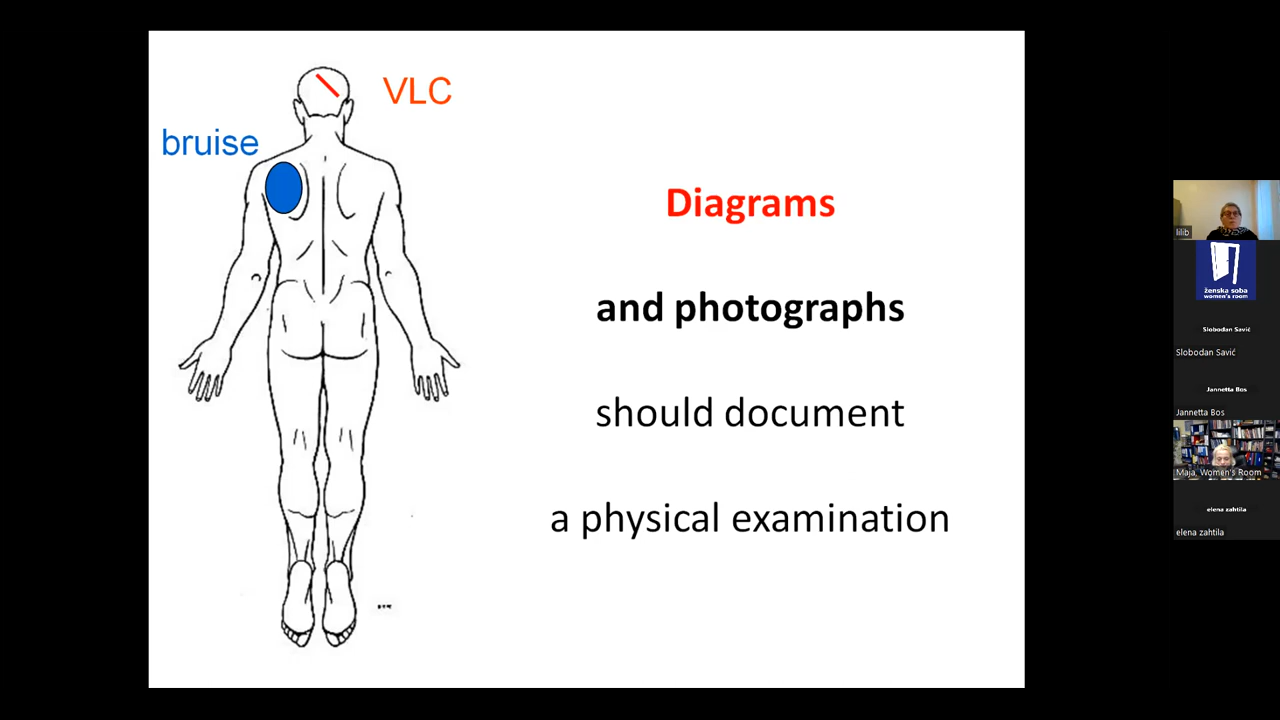 VLC
bruise
Diagrams
and photographs
should document
a physical examination
lilib
ženska soba
women's room
Slobodan Savić
Slobodan Savić
Jannetta Bos
Jannetta Bos
Maja, Women's Room
elena zahtila
elena zahtila